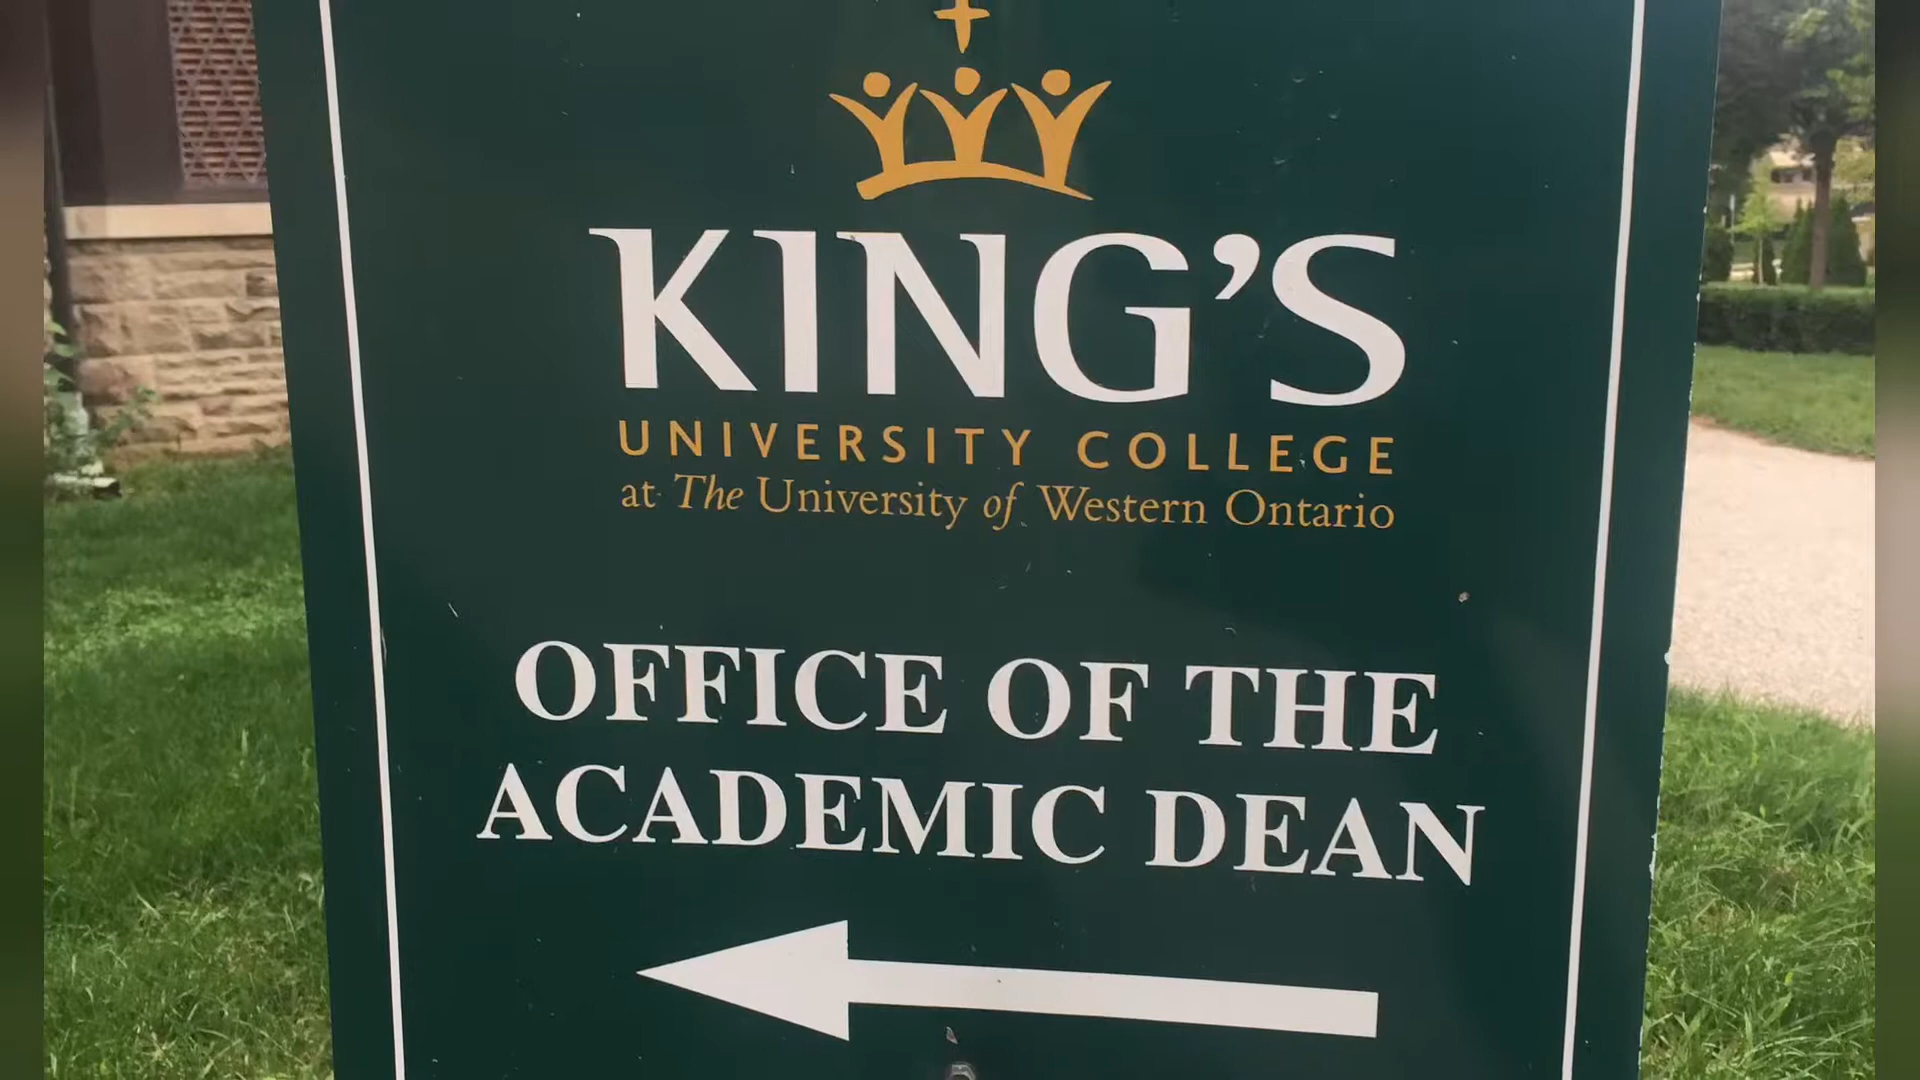 KING'S
UNIVERSITY COLLEGE
at The University of Western Ontario
OFFICE OF THE
ACADEMIC DEAN